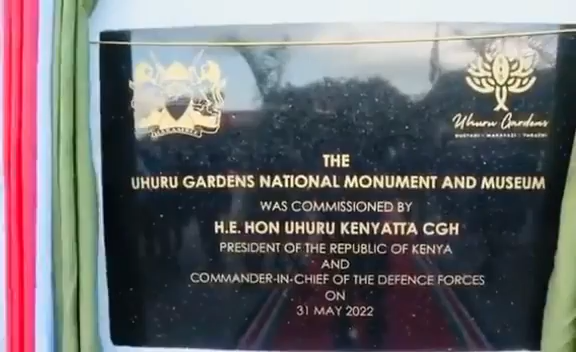 HARAMBEE
Uhuru Gardens
THE
UHURU GARDENS NATIONAL MONUMENT AND MUSEUM
WAS COMMISSIONED BY
H.E. HON UHURU KENYATTA CGH
PRESIDENT OF THE REPUBLIC OF KENYA
AND
COMMANDER-IN-CHIEF OF THE DEFENCE FORCES
ON
31 MAY 2022